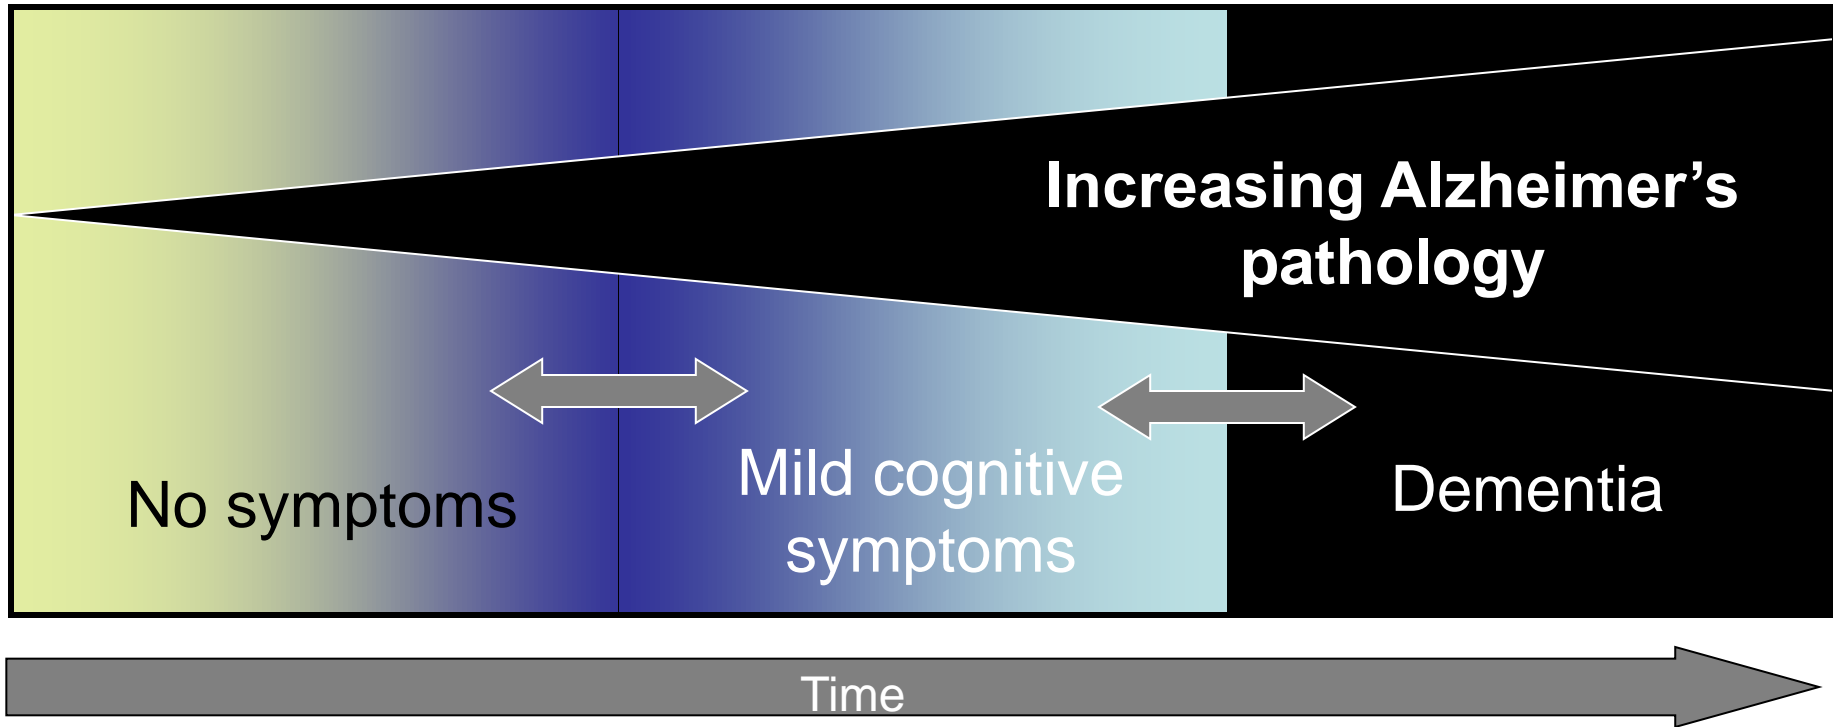 Increasing Alzheimer’s
pathology
No symptoms
Mild cognitive
symptoms
Dementia
Time